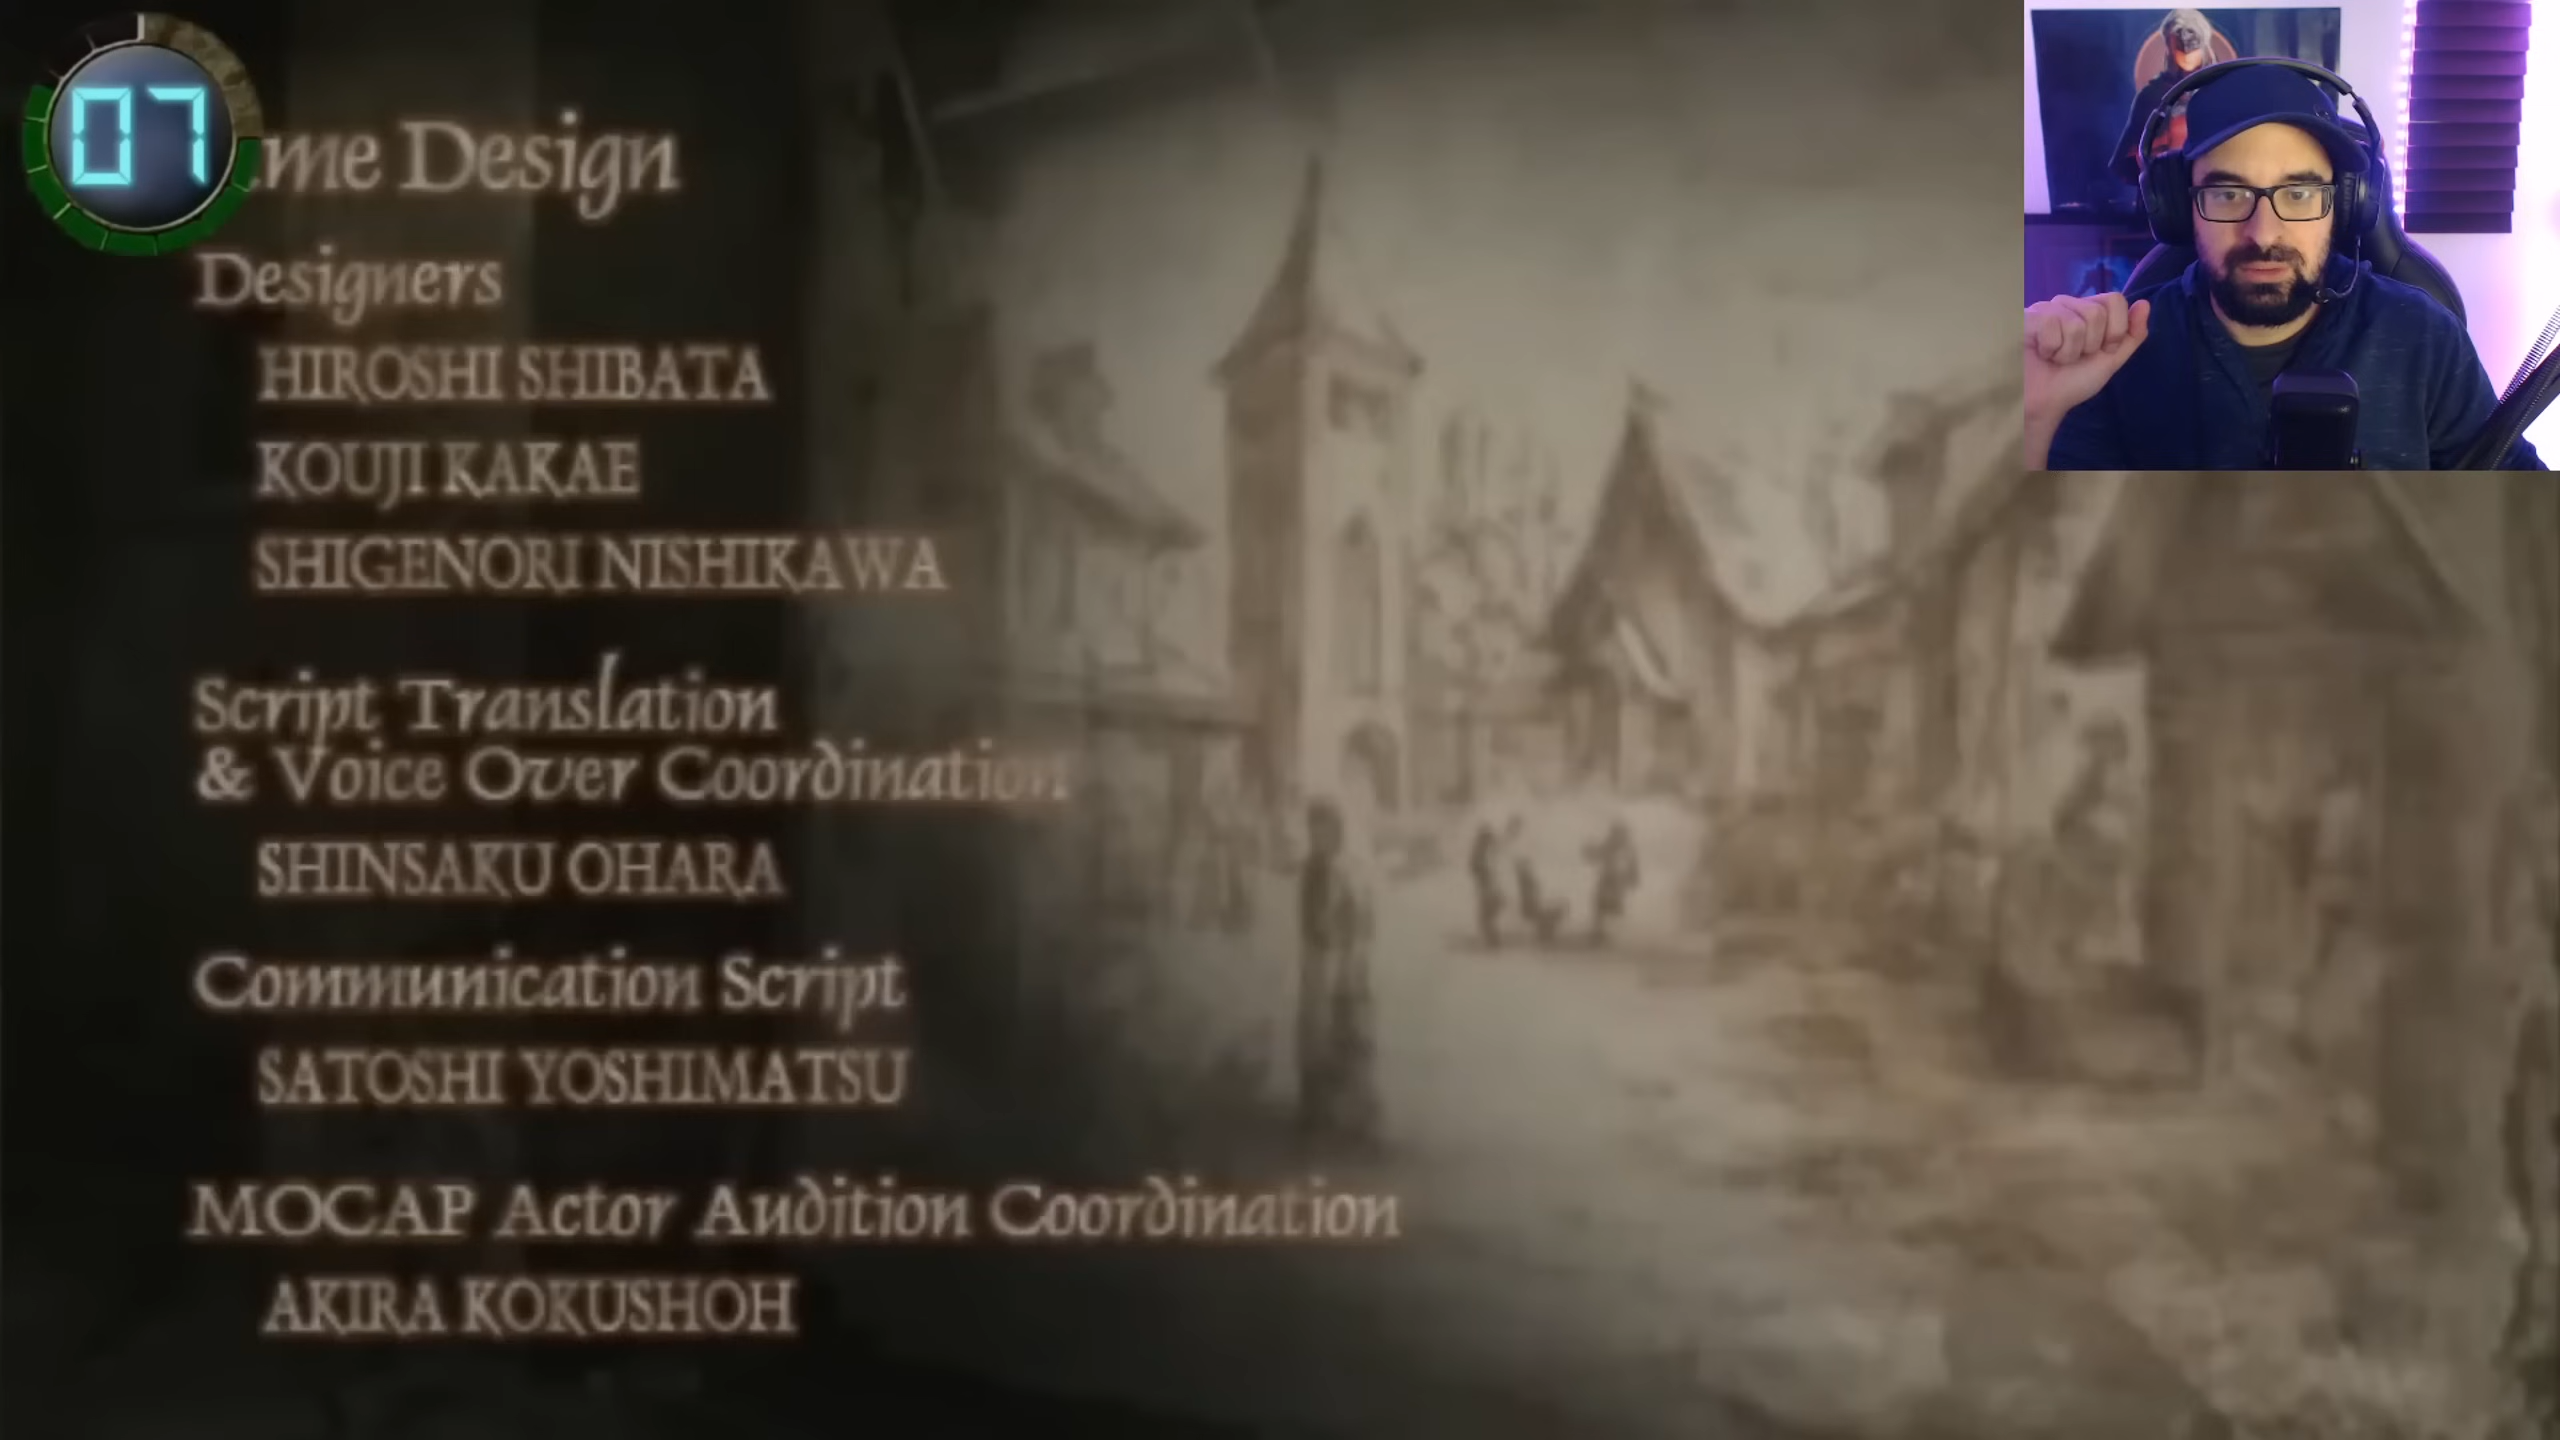 07
me Design
Designers
HIROSHI SHIBATA
KOUJI KAKAE
SHIGENORI NISHIKAWA
Script Translation
& Voice Over Coordination
SHINSAKU OHARA
Communication Script
SATOSHI YOSHIMATSU
MOCAP Actor Audition Coordination
AKIRA KOKUSHOH